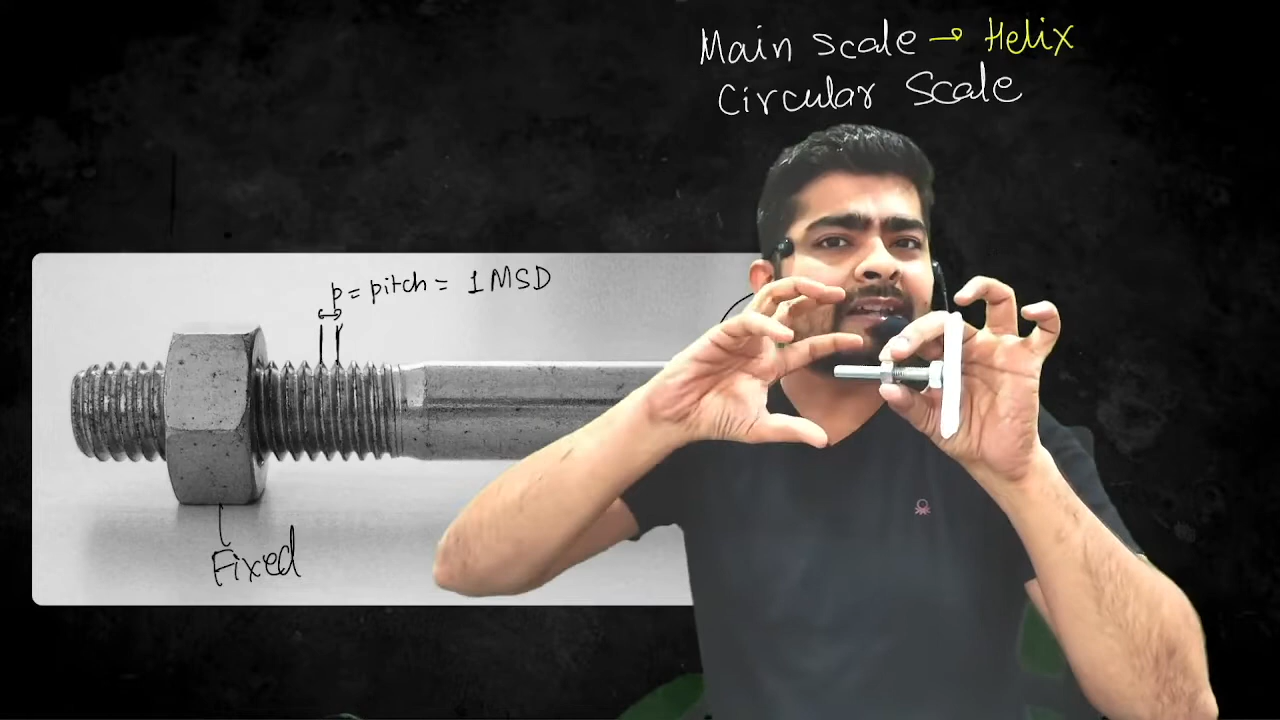 Main scale → Helix
Circular Scale
p = pitch = 1 MSD
Fixed